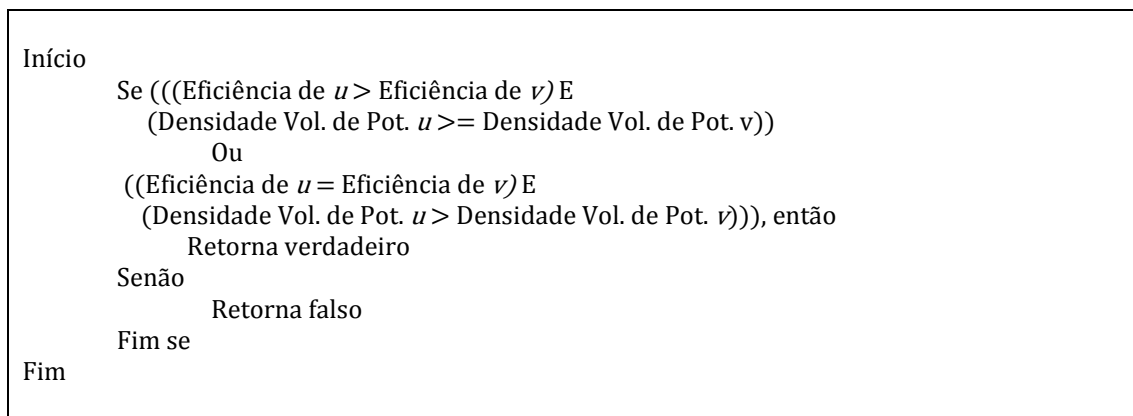 Início
Se (((Eficiência de u > Eficiência de v) E
(Densidade Vol. de Pot. u >= Densidade Vol. de Pot. v))
Ou
((Eficiência de u = Eficiência de v) E
(Densidade Vol. de Pot. u > Densidade Vol. de Pot. v))), então
Retorna verdadeiro
Senão
Retorna falso
Fim se
Fim